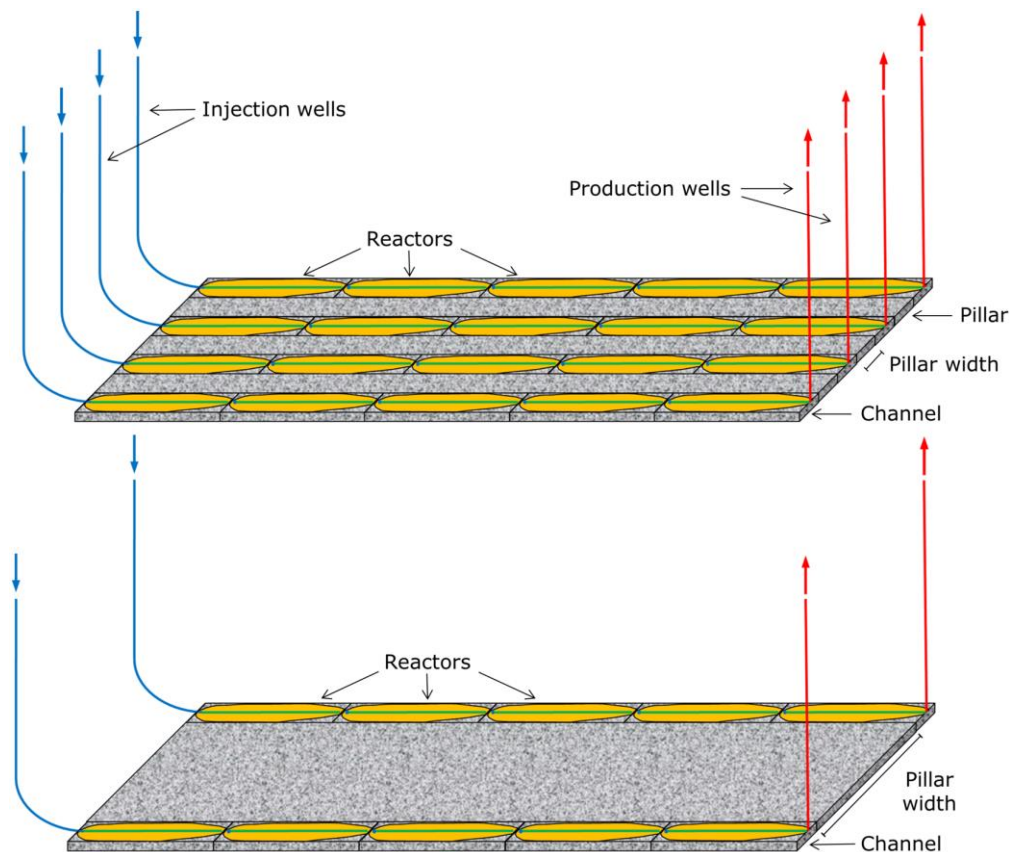 Injection wells
Production wells
Reactors
Pillar
Pillar width
Channel
Reactors
Pillar
width
Channel